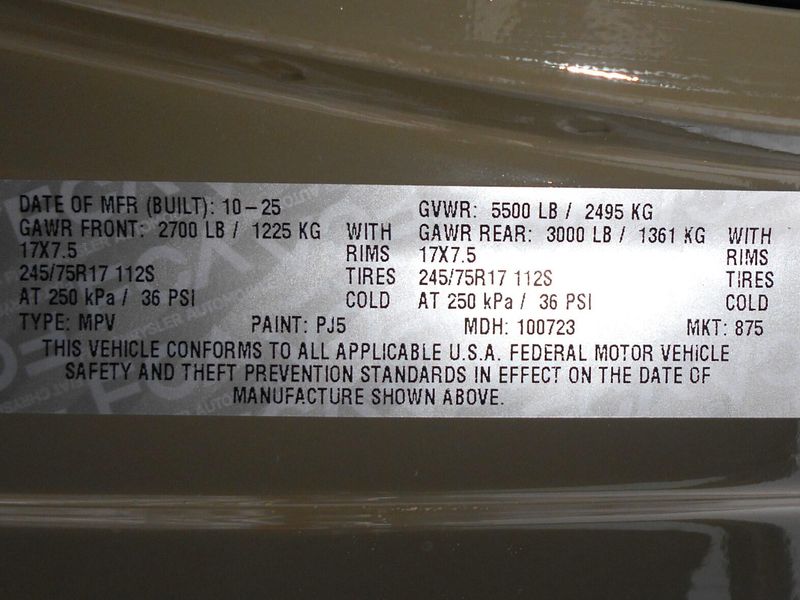 DATE OF MFR (BUILT): 10-25 GVWR: 5500 LB / 2495 KG
GAWR FRONT: 2700 LB / 1225 KG WITH GAWR REAR: 3000 LB / 1361 KG WITH
17X7.5 RIMS 17X7.5 RIMS
245/75R17 112S TIRES 245/75R17 112S TIRES
AT 250 kPa / 36 PSI COLD AT 250 kPa / 36 PSI COLD
TYPE: MPV PAINT: PJ5 MDH: 100723 MKT: 875
THIS VEHICLE CONFORMS TO ALL APPLICABLE U.S.A. FEDERAL MOTOR VEHICLE
SAFETY AND THEFT PREVENTION STANDARDS IN EFFECT ON THE DATE OF
MANUFACTURE SHOWN ABOVE.